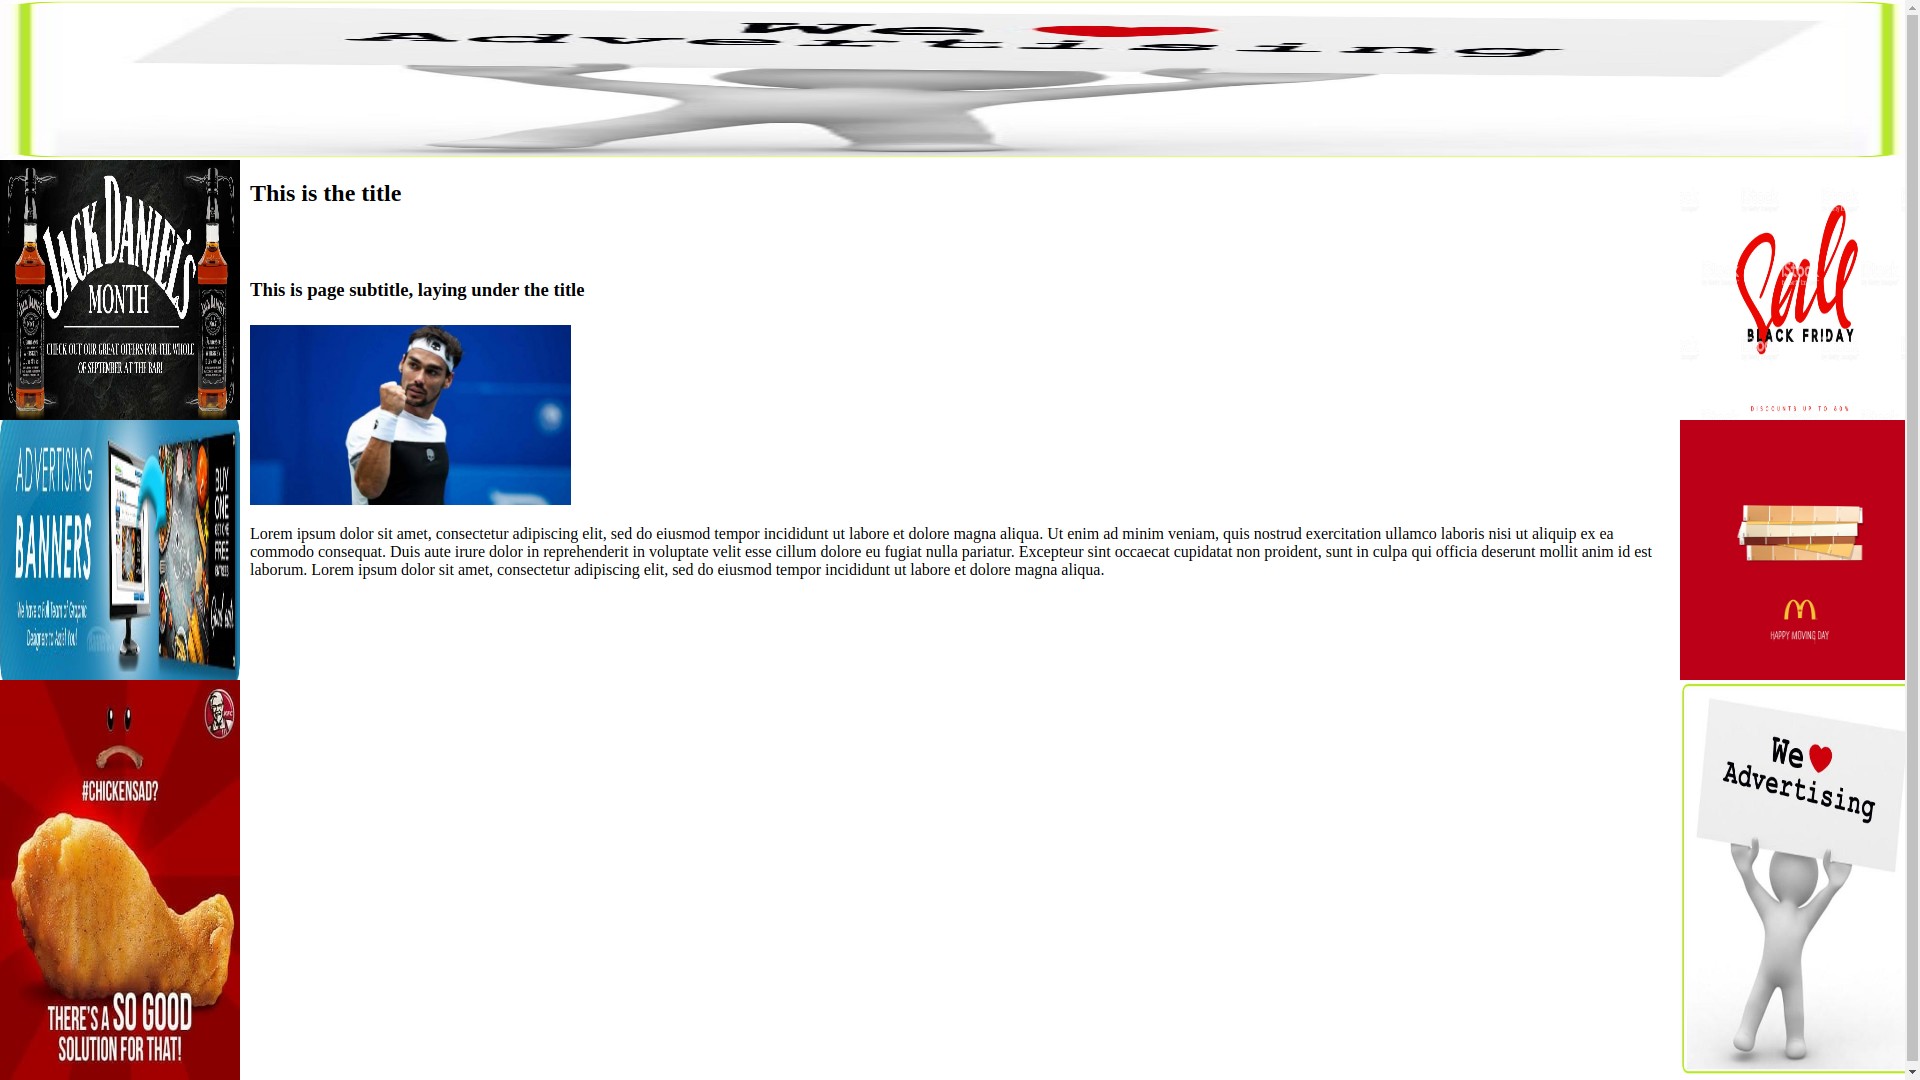 We
Advertising
JACK DANIEL'S
MONTH
CHECK OUT OUR GREAT OFFERS FOR THE WHOLE
OF SEPTEMBER AT THE BAR!
ADVERTISING
BANNERS
We have a Full Team of Graphic
Designers to Assist You!
BUY
ONE
FREE
#CHICKENSAD?
THERE'S A SO GOOD
SOLUTION FOR THAT!
This is the title
This is page subtitle, laying under the title
Lorem ipsum dolor sit amet, consectetur adipiscing elit, sed do eiusmod tempor incididunt ut labore et dolore magna aliqua. Ut enim ad minim veniam, quis nostrud exercitation ullamco laboris nisi ut aliquip ex ea
commodo consequat. Duis aute irure dolor in reprehenderit in voluptate velit esse cillum dolore eu fugiat nulla pariatur. Excepteur sint occaecat cupidatat non proident, sunt in culpa qui officia deserunt mollit anim id est
laborum. Lorem ipsum dolor sit amet, consectetur adipiscing elit, sed do eiusmod tempor incididunt ut labore et dolore magna aliqua.
Sale
BLACK FRIDAY
DISCOUNTS UP TO 60%
HAPPY MOVING DAY
We
Advertising